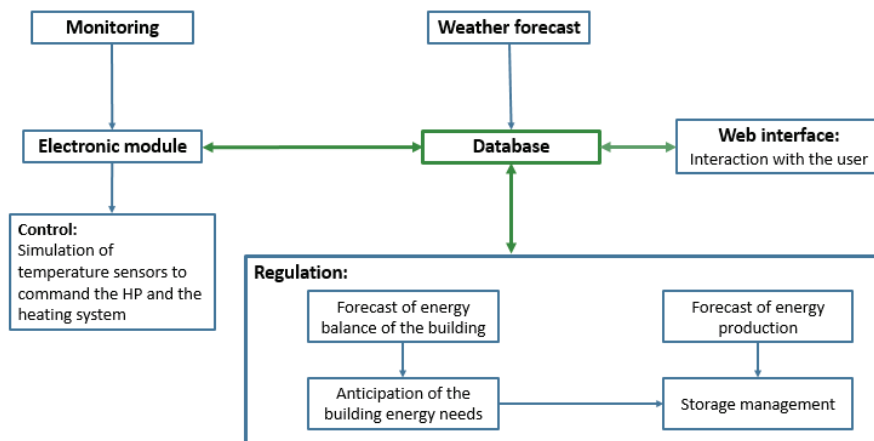 Monitoring
Weather forecast
Electronic module
Database
Web interface:
Interaction with the user
Control:
Simulation of
temperature sensors to
command the HP and the
heating system
Regulation:
Forecast of energy
balance of the building
Forecast of energy
production
Anticipation of the
building energy needs
Storage management